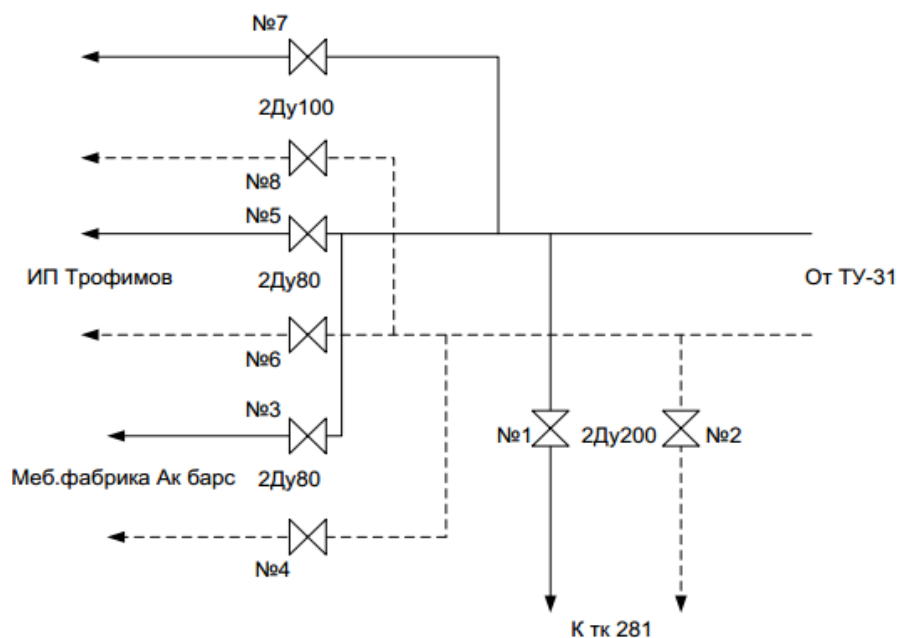 №7
2Ду100
№8
№5
ИП Трофимов
2Ду80
От ТУ-31
№6
№3
№1
2Ду200
№2
Меб.фабрика Ак барс
2Ду80
№4
К тк 281